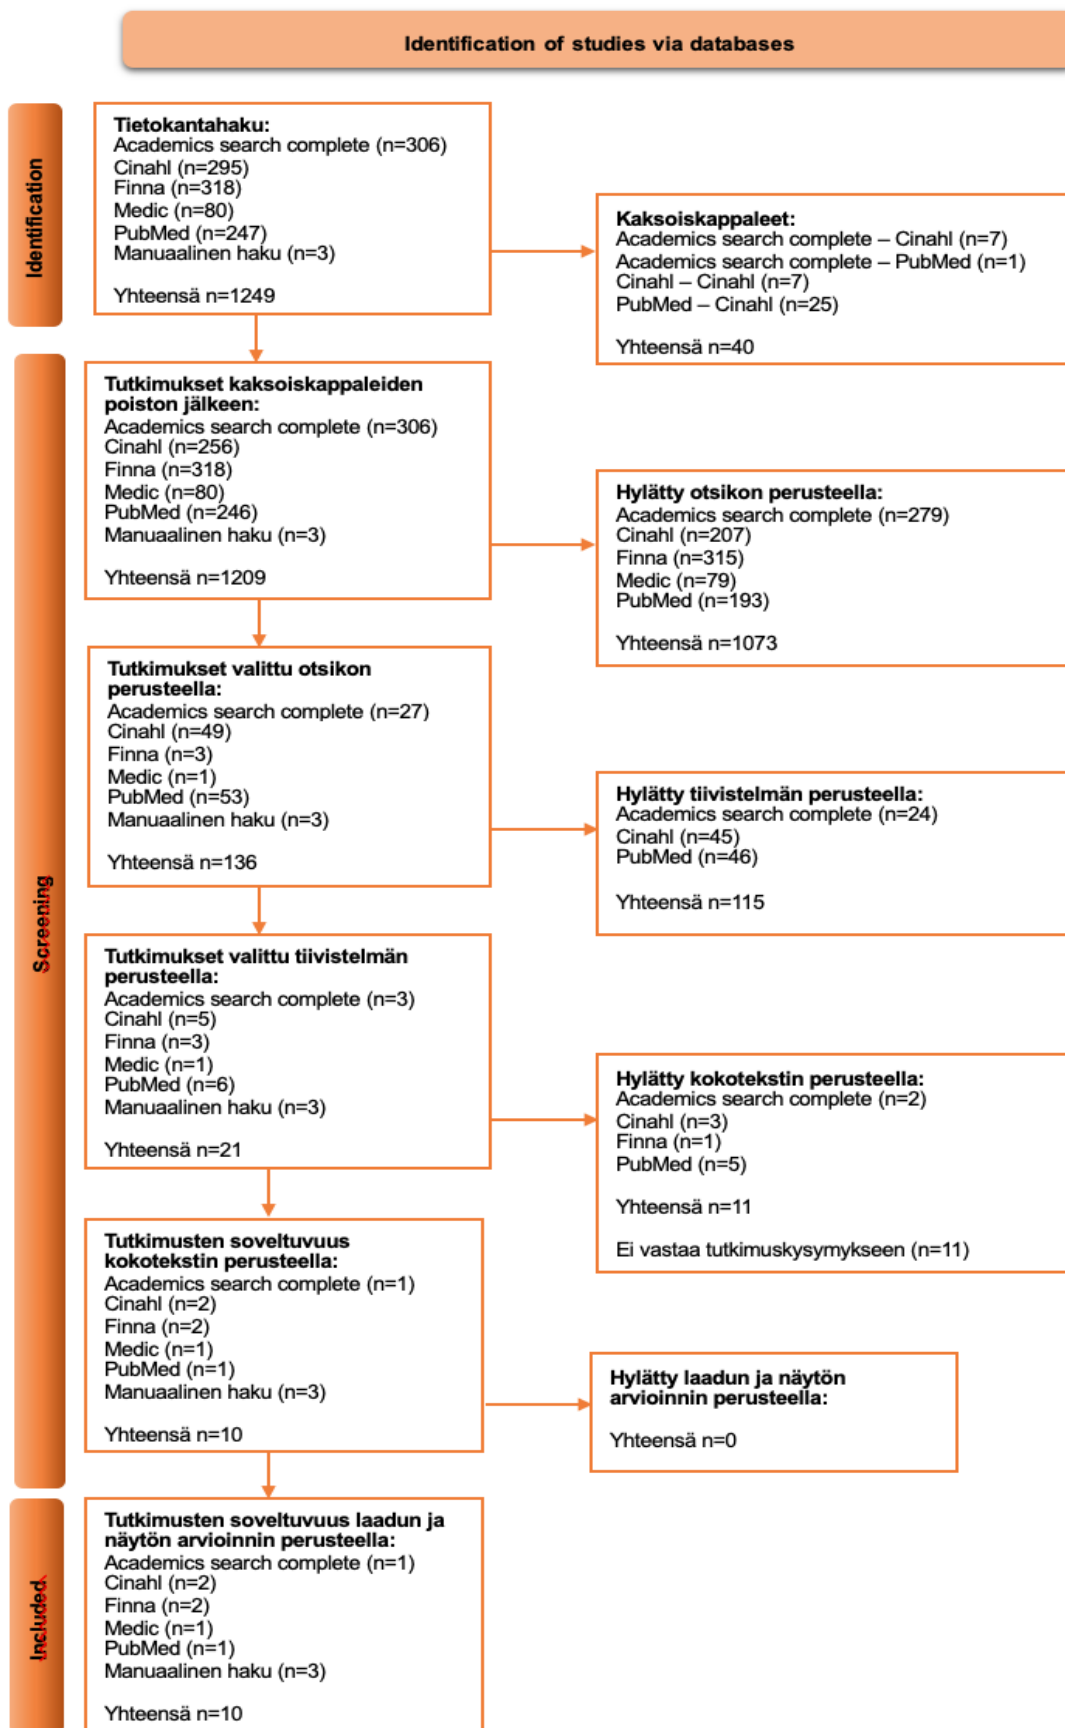 Identification of studies via databases
Identification
Tietokantahaku:
Academics search complete (n=306)
Cinahl (n=295)
Finna (n=318)
Medic (n=80)
PubMed (n=247)
Manuaalinen haku (n=3)
Yhteensä n=1249
Kaksoiskappaleet:
Academics search complete – Cinahl (n=7)
Academics search complete – PubMed (n=1)
Cinahl – Cinahl (n=7)
PubMed – Cinahl (n=25)
Yhteensä n=40
Screening
Tutkimukset kaksoiskappaleiden
poiston jälkeen:
Academics search complete (n=306)
Cinahl (n=256)
Finna (n=318)
Medic (n=80)
PubMed (n=246)
Manuaalinen haku (n=3)
Yhteensä n=1209
Hylätty otsikon perusteella:
Academics search complete (n=279)
Cinahl (n=207)
Finna (n=315)
Medic (n=79)
PubMed (n=193)
Yhteensä n=1073
Tutkimukset valittu otsikon
perusteella:
Academics search complete (n=27)
Cinahl (n=49)
Finna (n=3)
Medic (n=1)
PubMed (n=53)
Manuaalinen haku (n=3)
Yhteensä n=136
Hylätty tiivistelmän perusteella:
Academics search complete (n=24)
Cinahl (n=45)
PubMed (n=46)
Yhteensä n=115
Tutkimukset valittu tiivistelmän
perusteella:
Academics search complete (n=3)
Cinahl (n=5)
Finna (n=3)
Medic (n=1)
PubMed (n=6)
Manuaalinen haku (n=3)
Yhteensä n=21
Hylätty kokotekstin perusteella:
Academics search complete (n=2)
Cinahl (n=3)
Finna (n=1)
PubMed (n=5)
Yhteensä n=11
Ei vastaa tutkimuskysymykseen (n=11)
Tutkimusten soveltuvuus
kokotekstin perusteella:
Academics search complete (n=1)
Cinahl (n=2)
Finna (n=2)
Medic (n=1)
PubMed (n=1)
Manuaalinen haku (n=3)
Yhteensä n=10
Hylätty laadun ja näytön
arvioinnin perusteella:
Yhteensä n=0
Included
Tutkimusten soveltuvuus laadun ja
näytön arvioinnin perusteella:
Academics search complete (n=1)
Cinahl (n=2)
Finna (n=2)
Medic (n=1)
PubMed (n=1)
Manuaalinen haku (n=3)
Yhteensä n=10